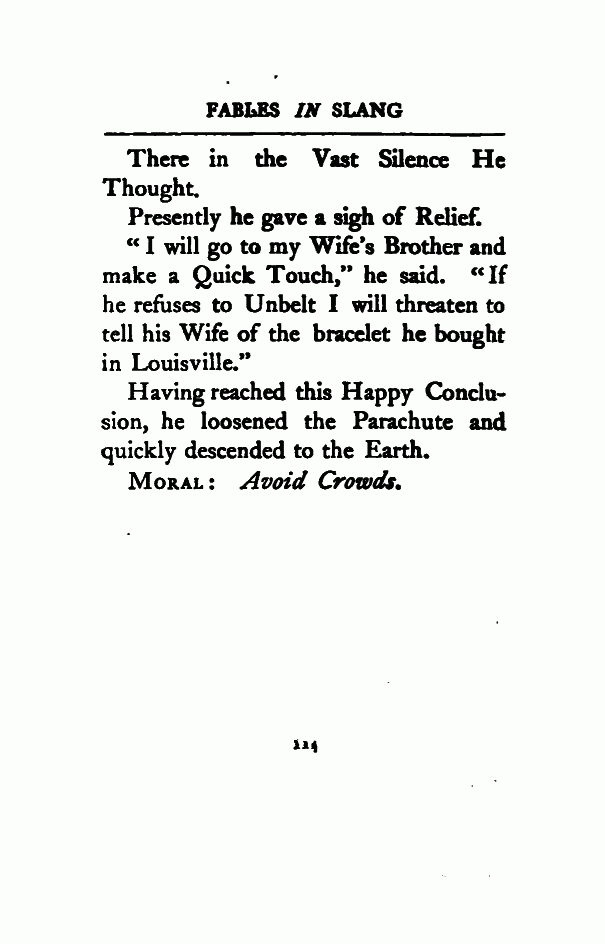 FABLES IN SLANG
There in the Vast Silence He
Thought.
Presently he gave a sigh of Relief.
“ I will go to my Wife’s Brother and
make a Quick Touch,” he said. “ If
he refuses to Unbelt I will threaten to
tell his Wife of the bracelet he bought
in Louisville.”
Having reached this Happy Conclu-
sion, he loosened the Parachute and
quickly descended to the Earth.
MORAL : Avoid Crowds.